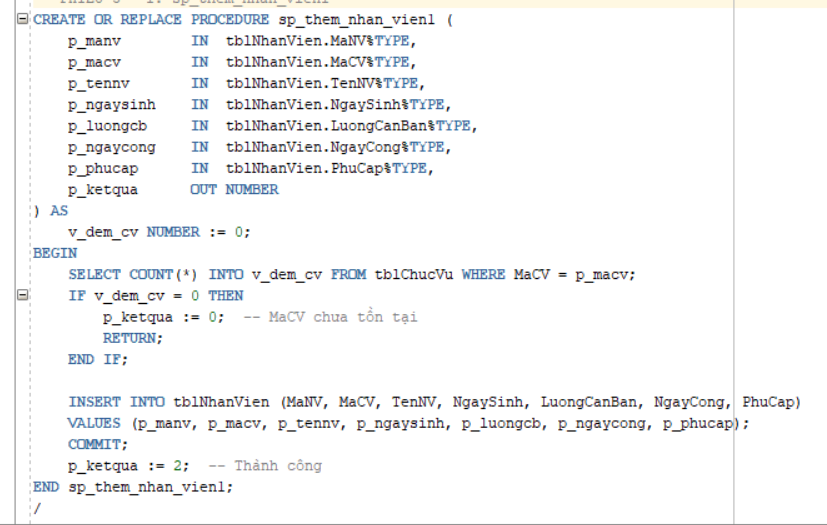 CREATE OR REPLACE PROCEDURE sp_them_nhan_vien1 (
    p_manv        IN  tblNhanVien.MaNV%TYPE,
    p_macv        IN  tblNhanVien.MaCV%TYPE,
    p_tennv       IN  tblNhanVien.TenNV%TYPE,
    p_ngaysinh    IN  tblNhanVien.NgaySinh%TYPE,
    p_luongcb     IN  tblNhanVien.LuongCanBan%TYPE,
    p_ngaycong    IN  tblNhanVien.NgayCong%TYPE,
    p_phucap      IN  tblNhanVien.PhuCap%TYPE,
    p_ketqua      OUT NUMBER
) AS
    v_dem_cv NUMBER := 0;
BEGIN
    SELECT COUNT(*) INTO v_dem_cv FROM tblChucVu WHERE MaCV = p_macv;
    IF v_dem_cv = 0 THEN
        p_ketqua := 0;  -- MaCV chưa tồn tại
        RETURN;
    END IF;

    INSERT INTO tblNhanVien (MaNV, MaCV, TenNV, NgaySinh, LuongCanBan, NgayCong, PhuCap)
    VALUES (p_manv, p_macv, p_tennv, p_ngaysinh, p_luongcb, p_ngaycong, p_phucap);
    COMMIT;
    p_ketqua := 2;  -- Thành công
END sp_them_nhan_vien1;
/